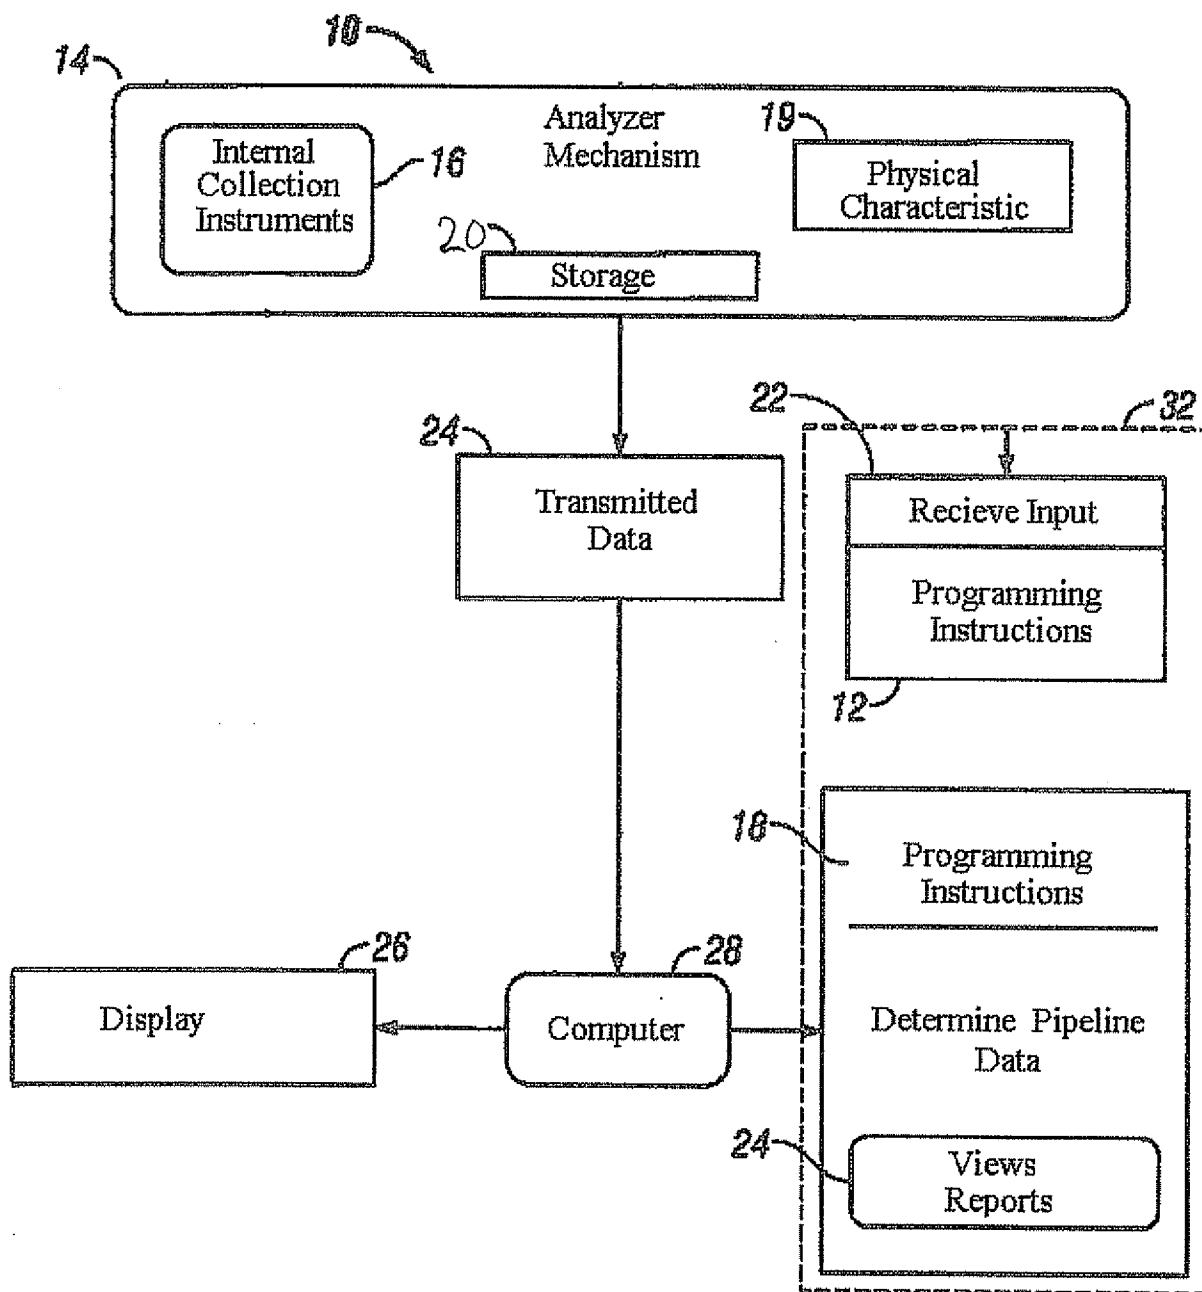 10
14
Analyzer
Mechanism
19
Internal
Collection
Instruments
16
Physical
Characteristic
20
Storage
22
32
24
Transmitted
Data
Recieve Input
Programming
Instructions
12
18
Programming
Instructions
26
Display
28
Computer
Determine Pipeline
Data
24
Views
Reports